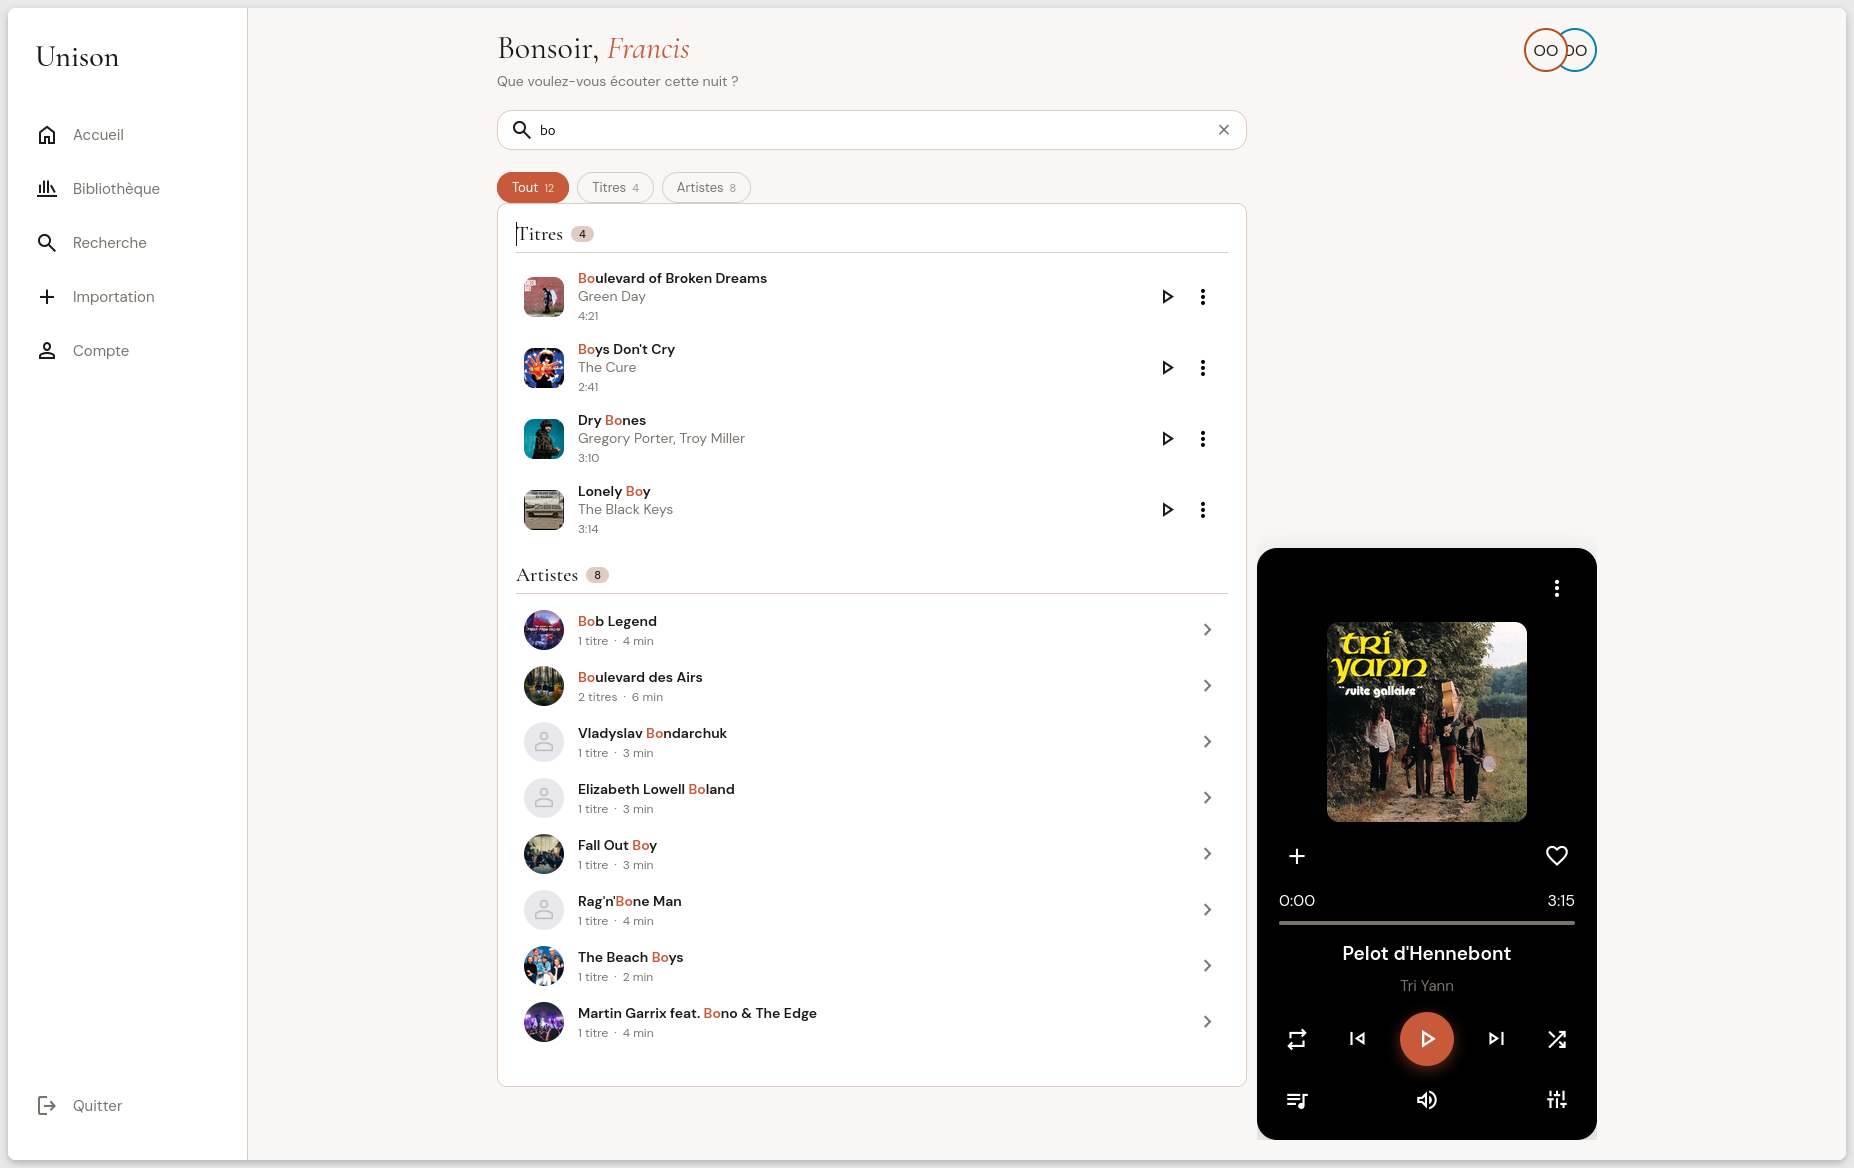 Unison
Accueil
Bibliothèque
Recherche
Importation
Compte
Quitter
Bonsoir, Francis
Que voulez-vous écouter cette nuit ?
OO
bo
Tout 12
Titres 4
Artistes 8
Titres 4
Boulevard of Broken Dreams
Green Day
4:21
Boys Don't Cry
The Cure
2:41
Dry Bones
Gregory Porter, Troy Miller
3:10
Lonely Boy
The Black Keys
3:14
Artistes 8
Bob Legend
1 titre · 4 min
Boulevard des Airs
2 titres · 6 min
Vladyslav Bondarchuk
1 titre · 3 min
Elizabeth Lowell Boland
1 titre · 3 min
Fall Out Boy
1 titre · 3 min
Rag'n'Bone Man
1 titre · 4 min
The Beach Boys
1 titre · 2 min
Martin Garrix feat. Bono & The Edge
1 titre · 4 min
tri
yann
"suite gallaise"
0:00 3:15
Pelot d'Hennebont
Tri Yann